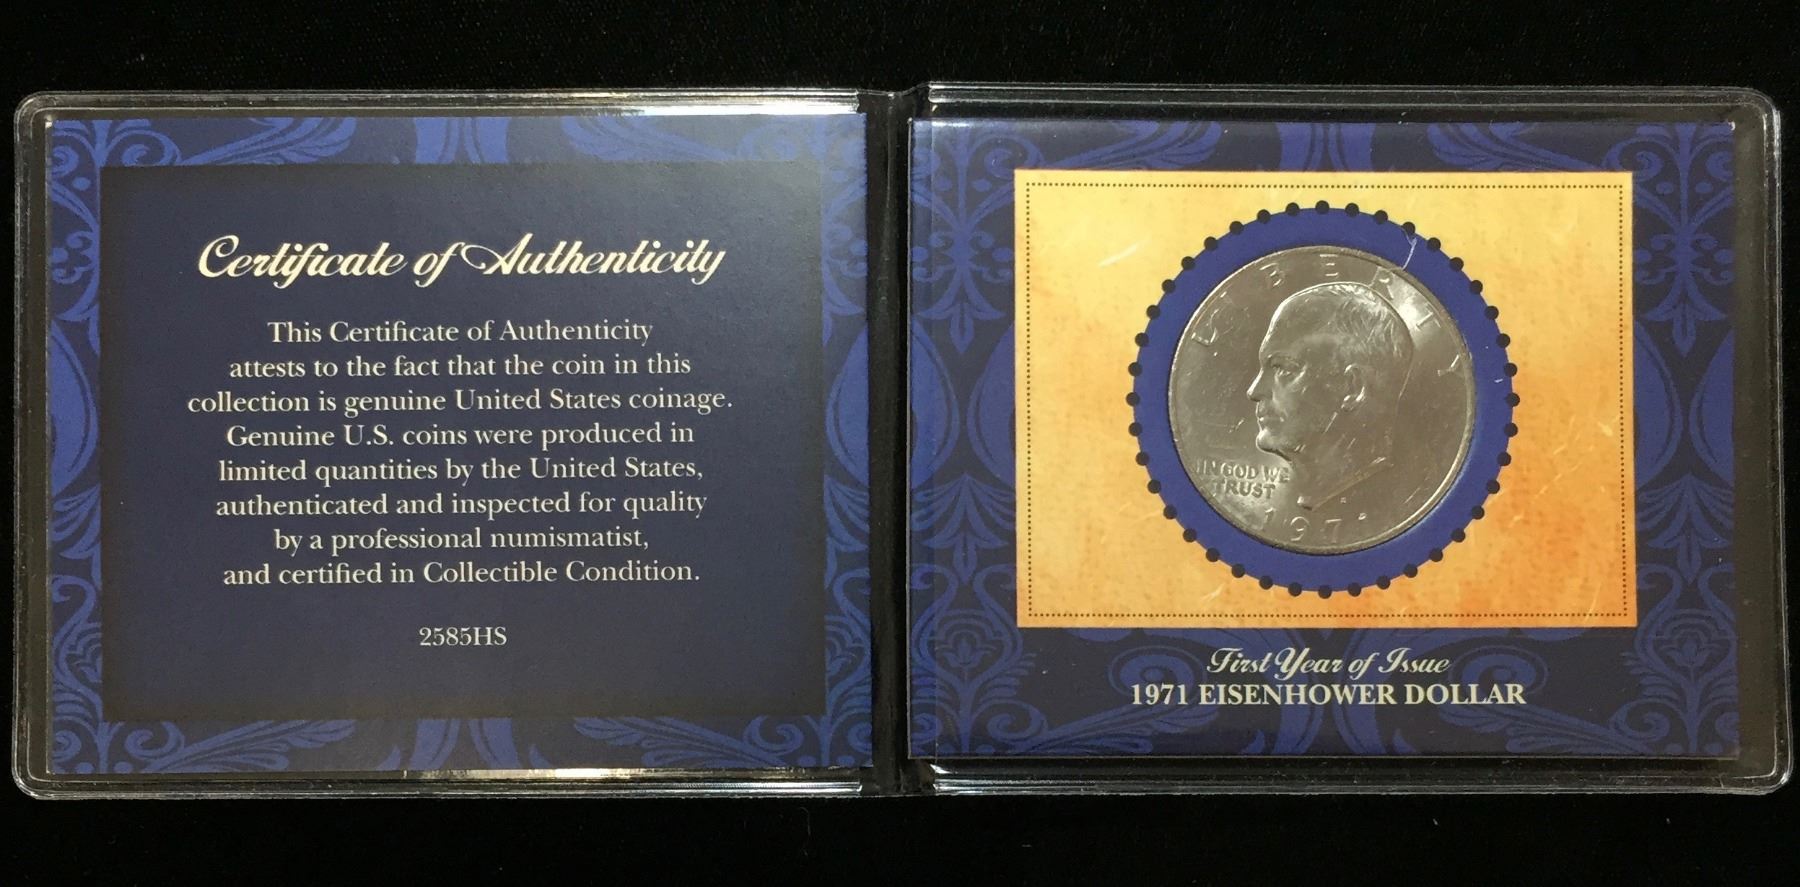 Certificate of Authenticity
This Certificate of Authenticity
attests to the fact that the coin in this
collection is genuine United States coinage.
Genuine U.S. coins were produced in
limited quantities by the United States,
authenticated and inspected for quality
by a professional numismatist,
and certified in Collectible Condition.
2585HS
LIBERTY
IN GOD WE
TRUST
First Year of Issue
1971 EISENHOWER DOLLAR